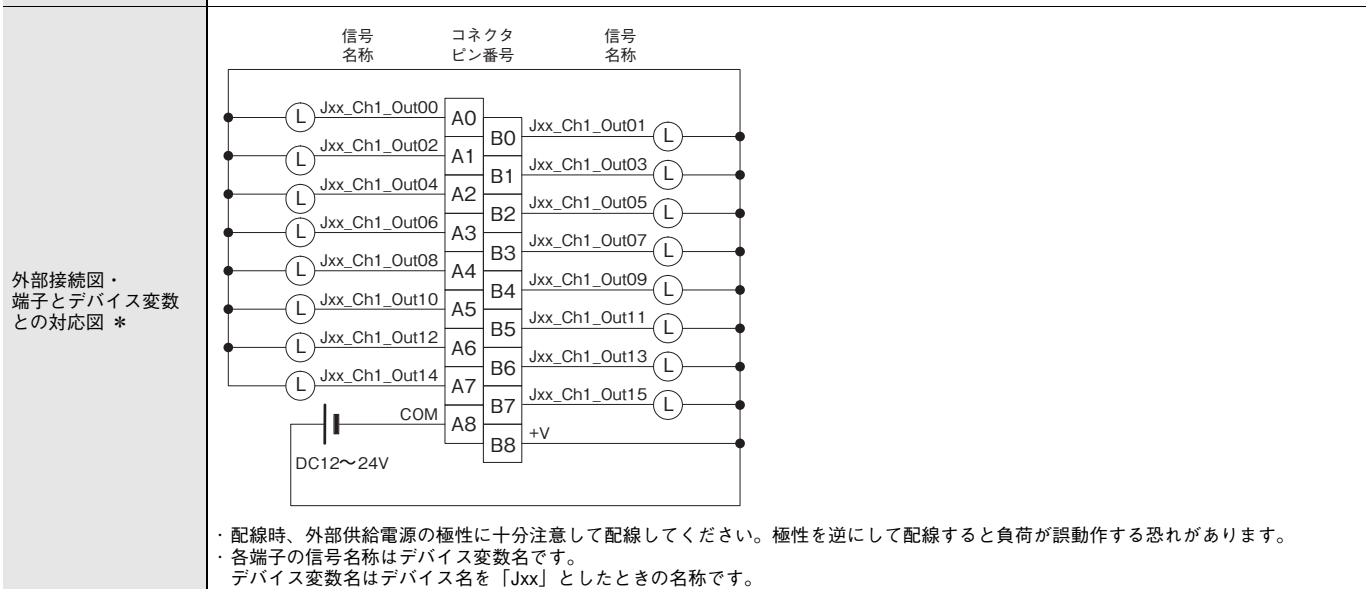 信号 コネクタ 信号
名称 ピン番号 名称
Jxx_Ch1_Out00 A0
L
B0 Jxx_Ch1_Out01 L
L Jxx_Ch1_Out02 A1
B1 Jxx_Ch1_Out03 L
L Jxx_Ch1_Out04 A2
B2 Jxx_Ch1_Out05 L
L Jxx_Ch1_Out06 A3
B3 Jxx_Ch1_Out07 L
L Jxx_Ch1_Out08 A4
B4 Jxx_Ch1_Out09 L
L Jxx_Ch1_Out10 A5
B5 Jxx_Ch1_Out11 L
L Jxx_Ch1_Out12 A6
B6 Jxx_Ch1_Out13 L
L Jxx_Ch1_Out14 A7
B7 Jxx_Ch1_Out15 L
COM A8
B8 +V
DC12～24V
外部接続図・
端子とデバイス変数
との対応図 ＊
・配線時、外部供給電源の極性に十分注意して配線してください。極性を逆にして配線すると負荷が誤動作する恐れがあります。
・各端子の信号名称はデバイス変数名です。
デバイス変数名はデバイス名を「Jxx」としたときの名称です。